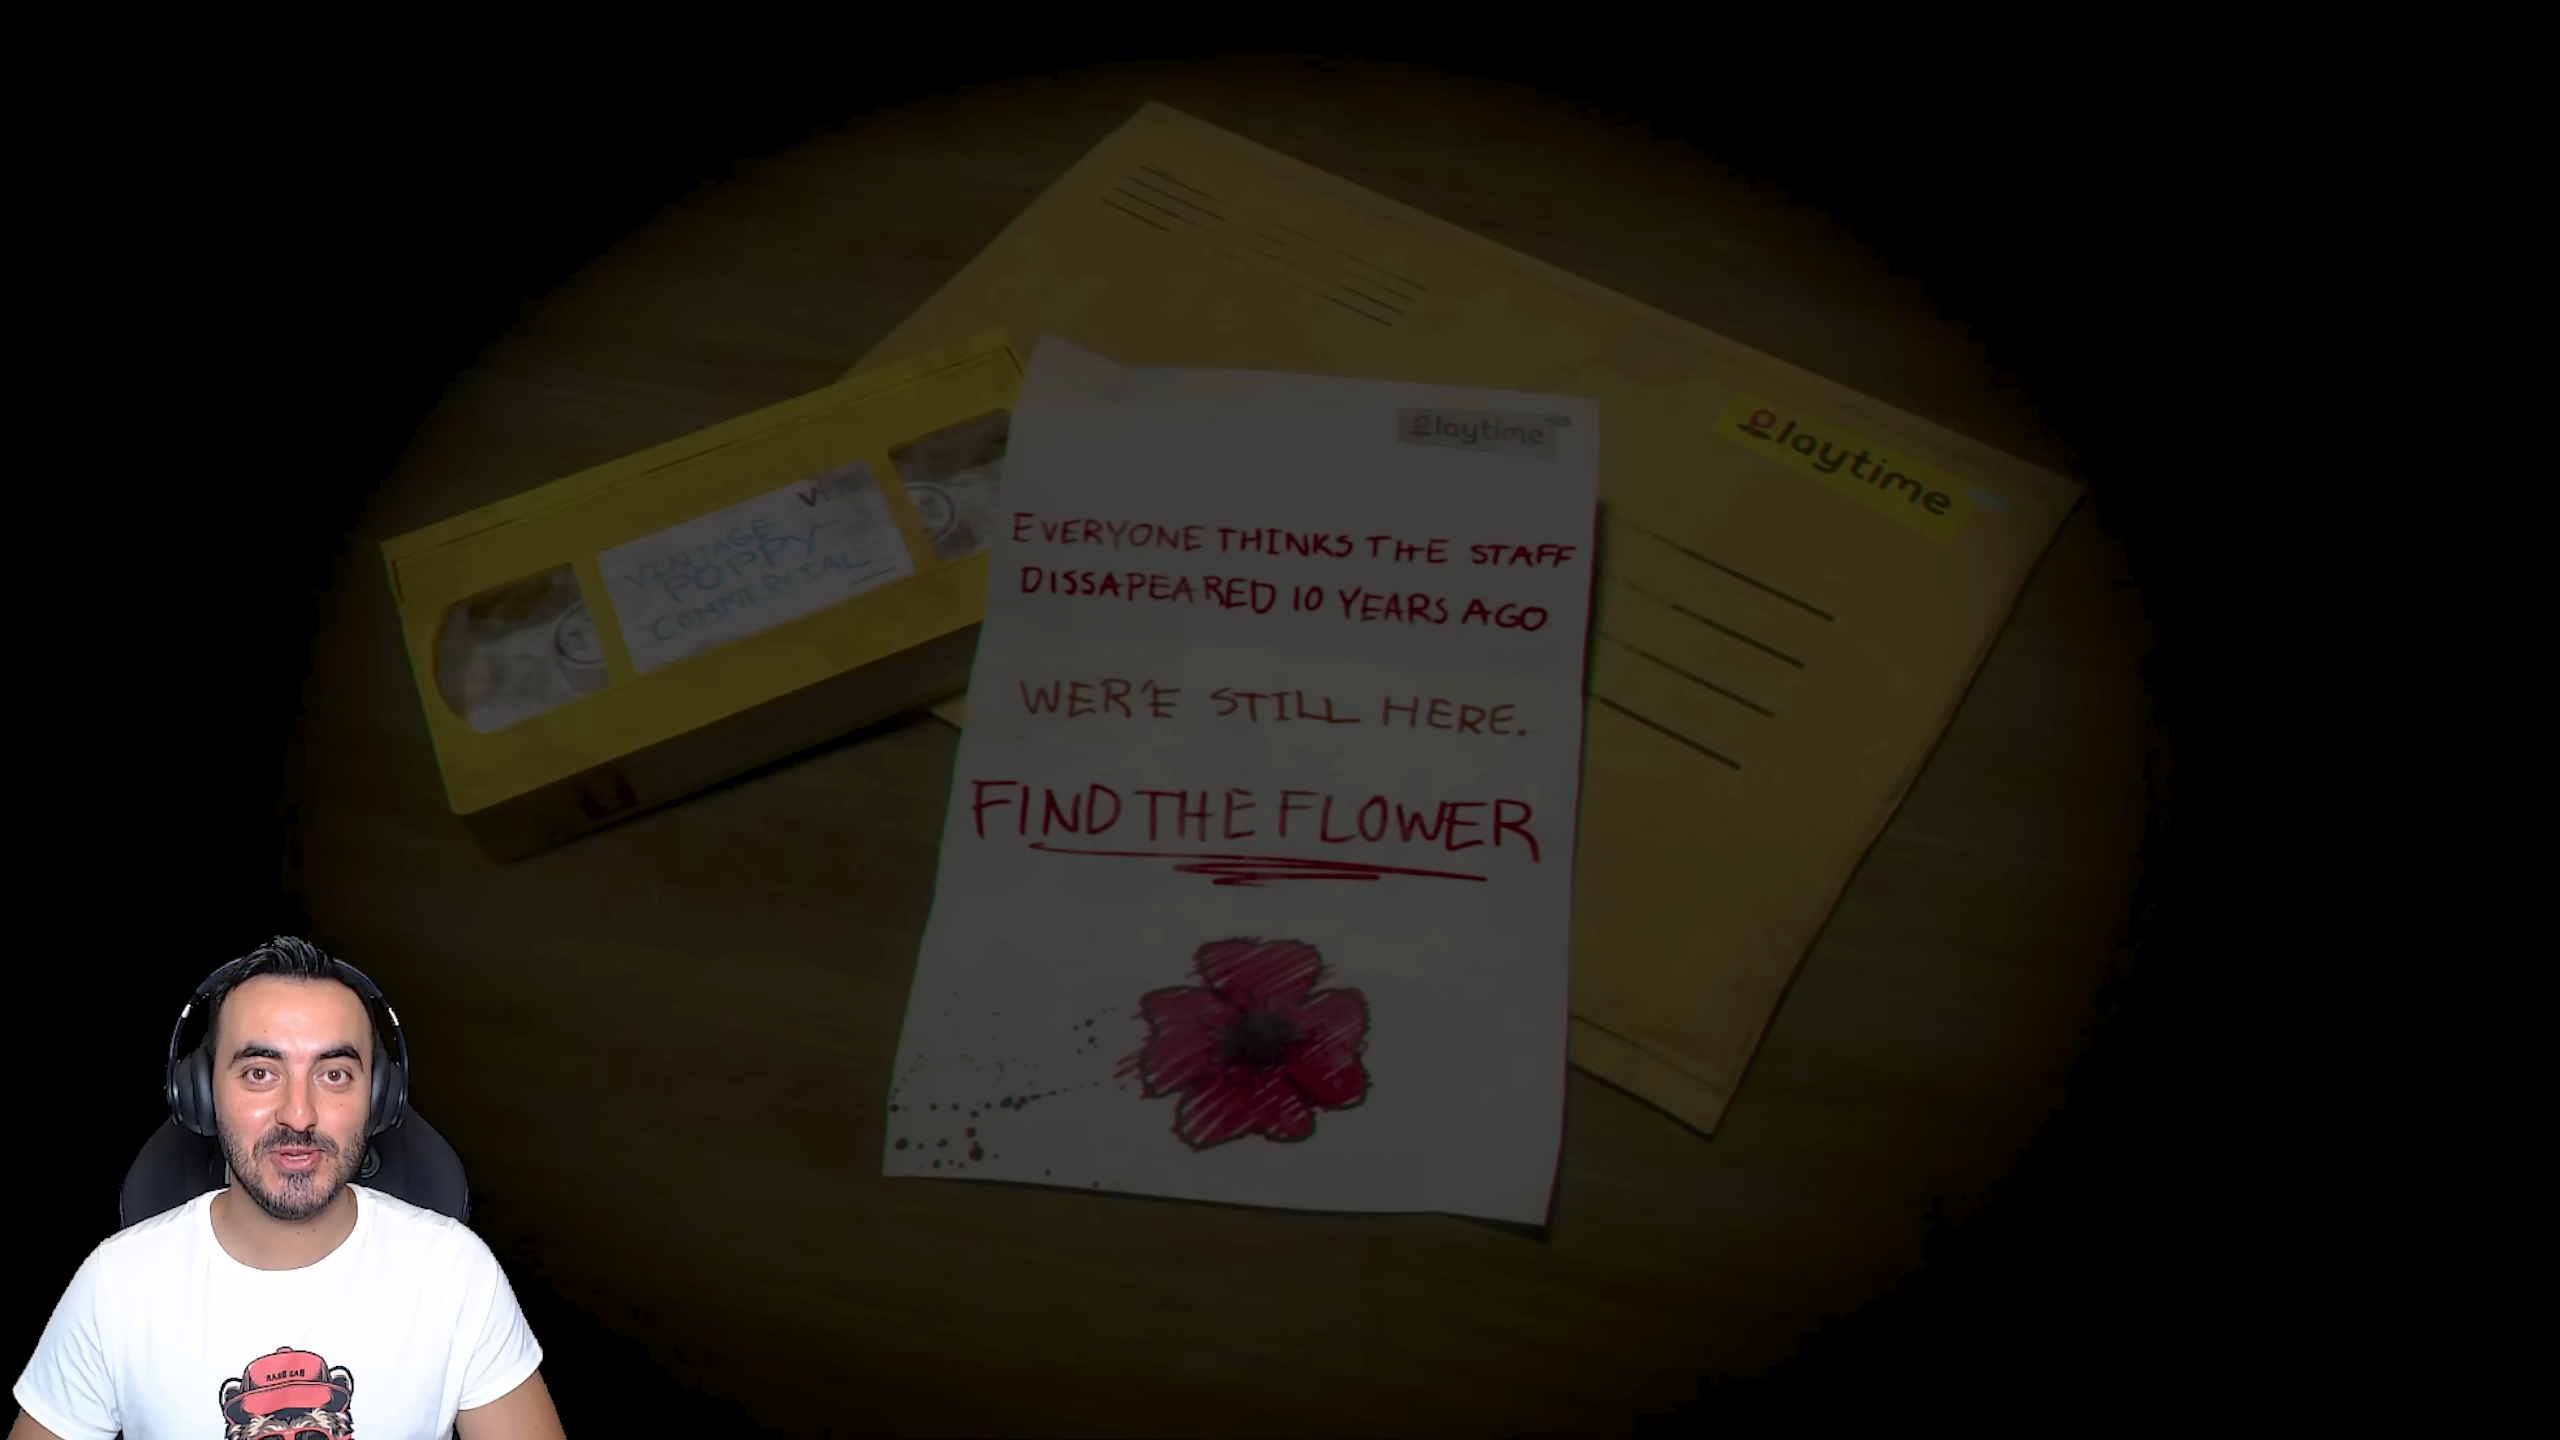 VINTAGE
POPPY
COMMERCIAL
Playtime
Playtime
EVERYONE THINKS THE STAFF
DISSAPEARED 10 YEARS AGO
WER'E STILL HERE.
FIND THE FLOWER